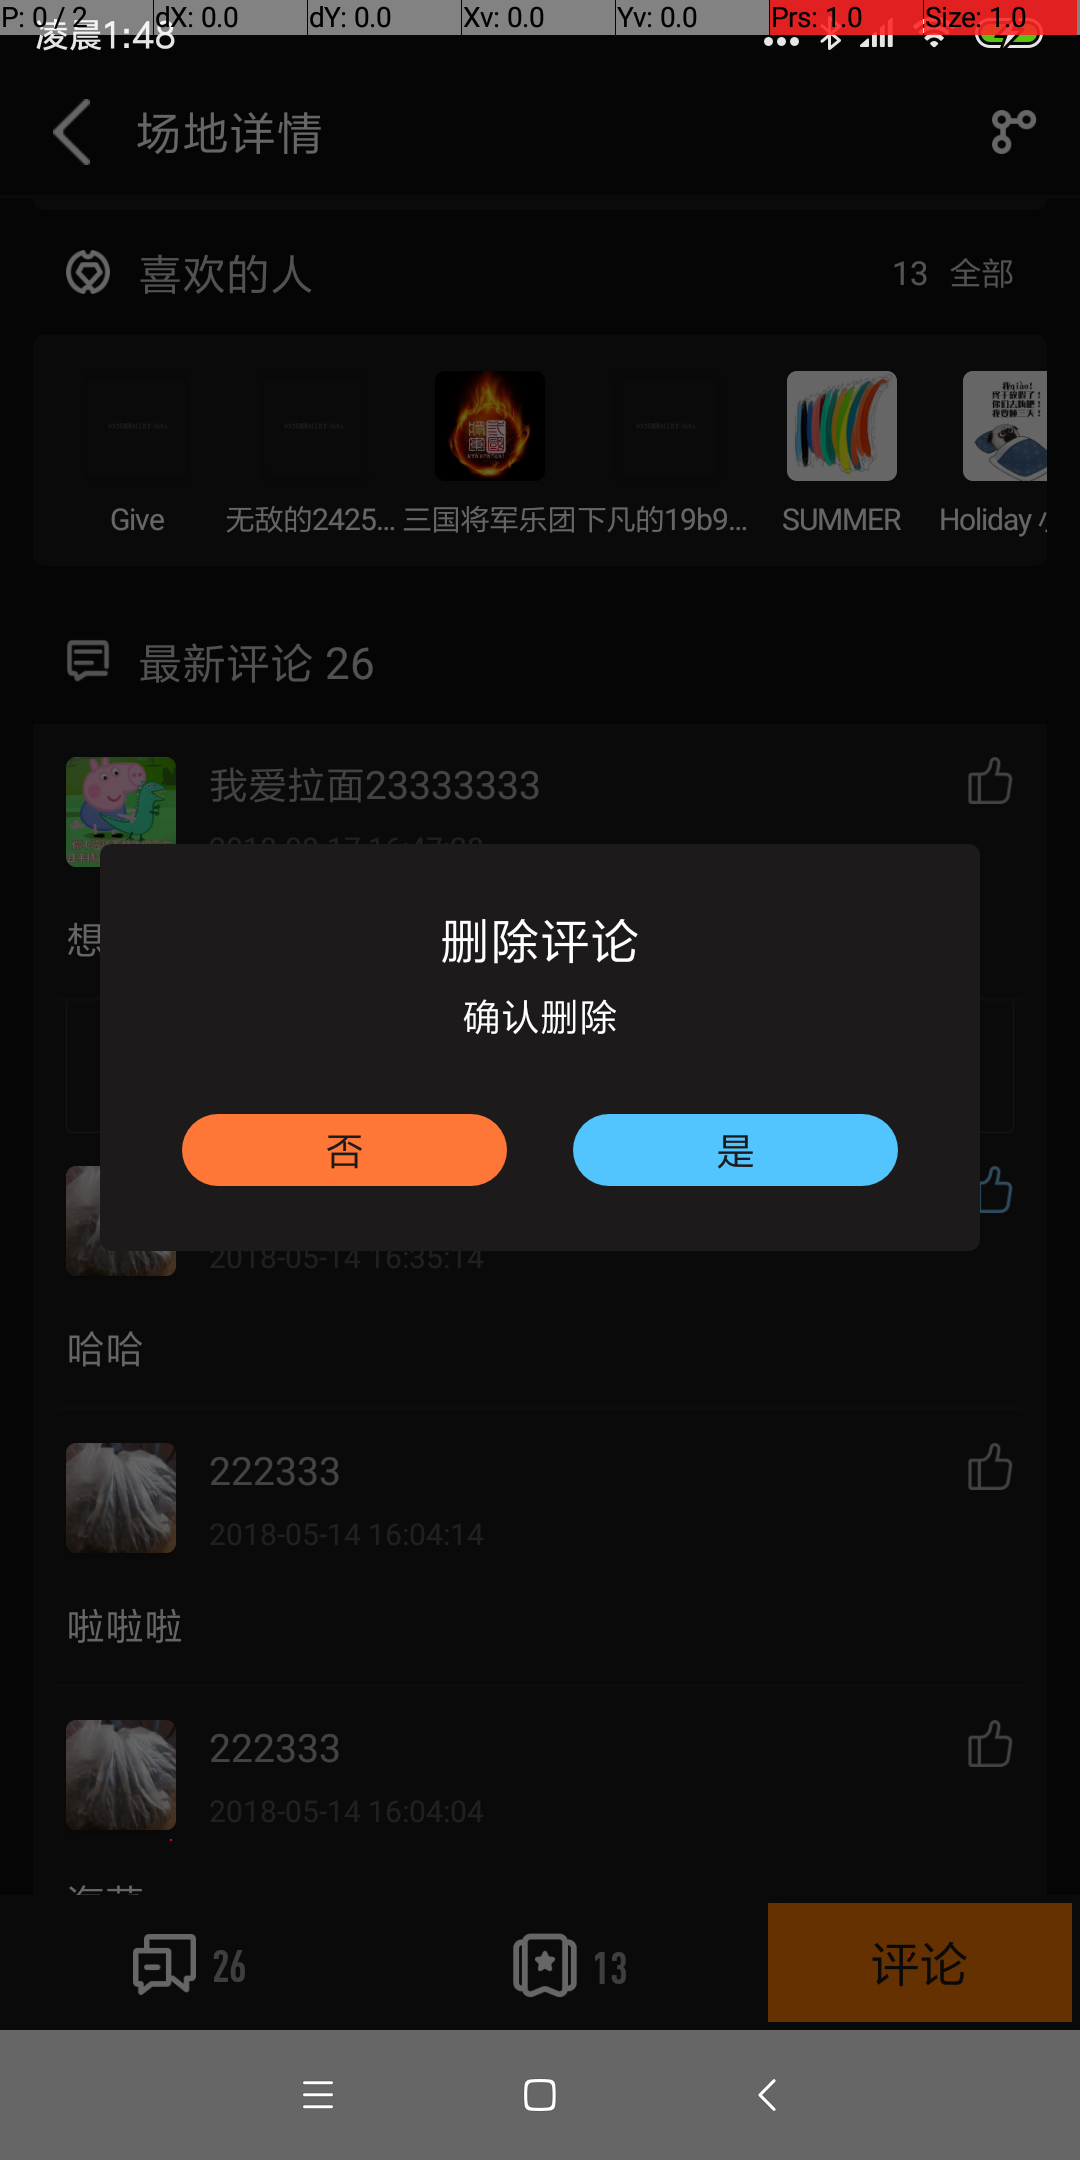 P: 0 / 2 dX: 0.0 dY: 0.0 Xv: 0.0 Yv: 0.0 Prs: 1.0 Size: 1.0
凌晨1:48
场地详情
喜欢的人 13 全部
Give 无敌的2425... 三国将军乐团 下凡的19b9... SUMMER Holiday
最新评论 26
我爱拉面23333333
想
删除评论
确认删除
否 是
2018-05-14 16:35:14
哈哈
222333
2018-05-14 16:04:14
啦啦啦
222333
2018-05-14 16:04:04
26 13 评论